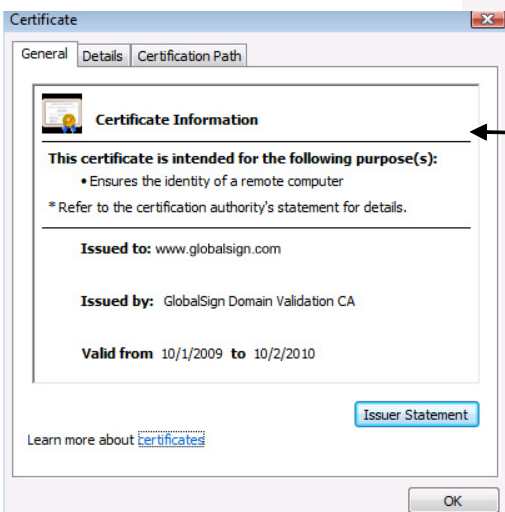 Certificate
General Details Certification Path
Certificate Information
This certificate is intended for the following purpose(s):
• Ensures the identity of a remote computer
* Refer to the certification authority's statement for details.
Issued to: www.globalsign.com
Issued by: GlobalSign Domain Validation CA
Valid from 10/1/2009 to 10/2/2010
Issuer Statement
Learn more about certificates
OK